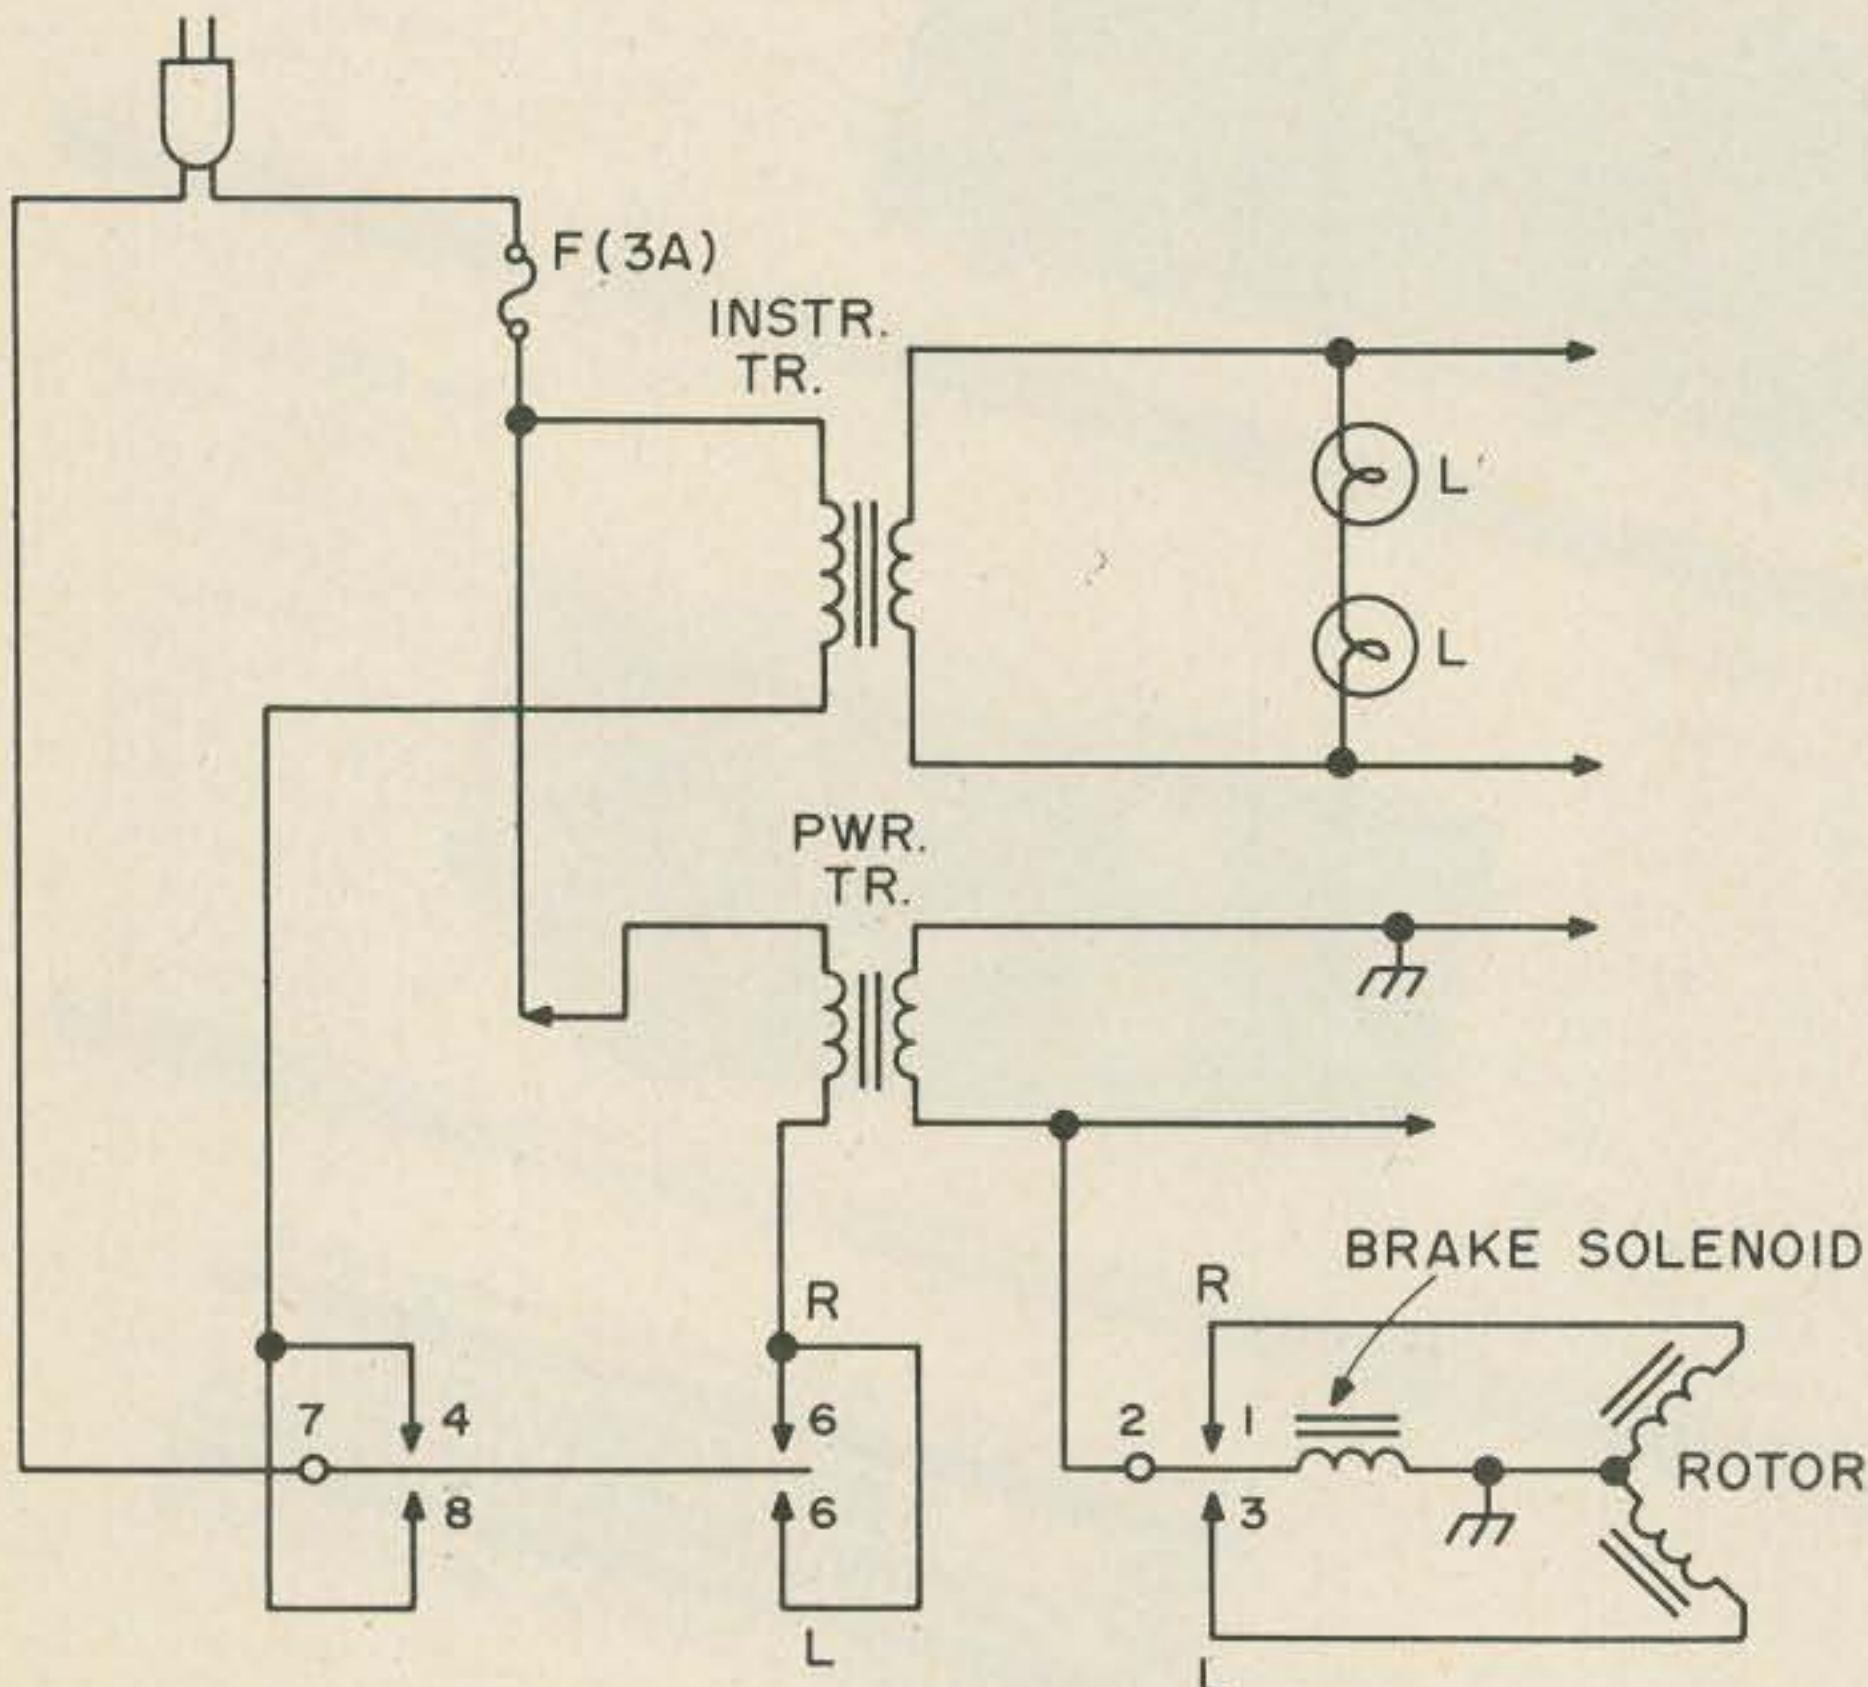 F(3A)
INSTR.
TR.
L
L
PWR.
TR.
BRAKE SOLENOID
R
R
7
4
6
2
1
ROTOR
8
6
3
L
L